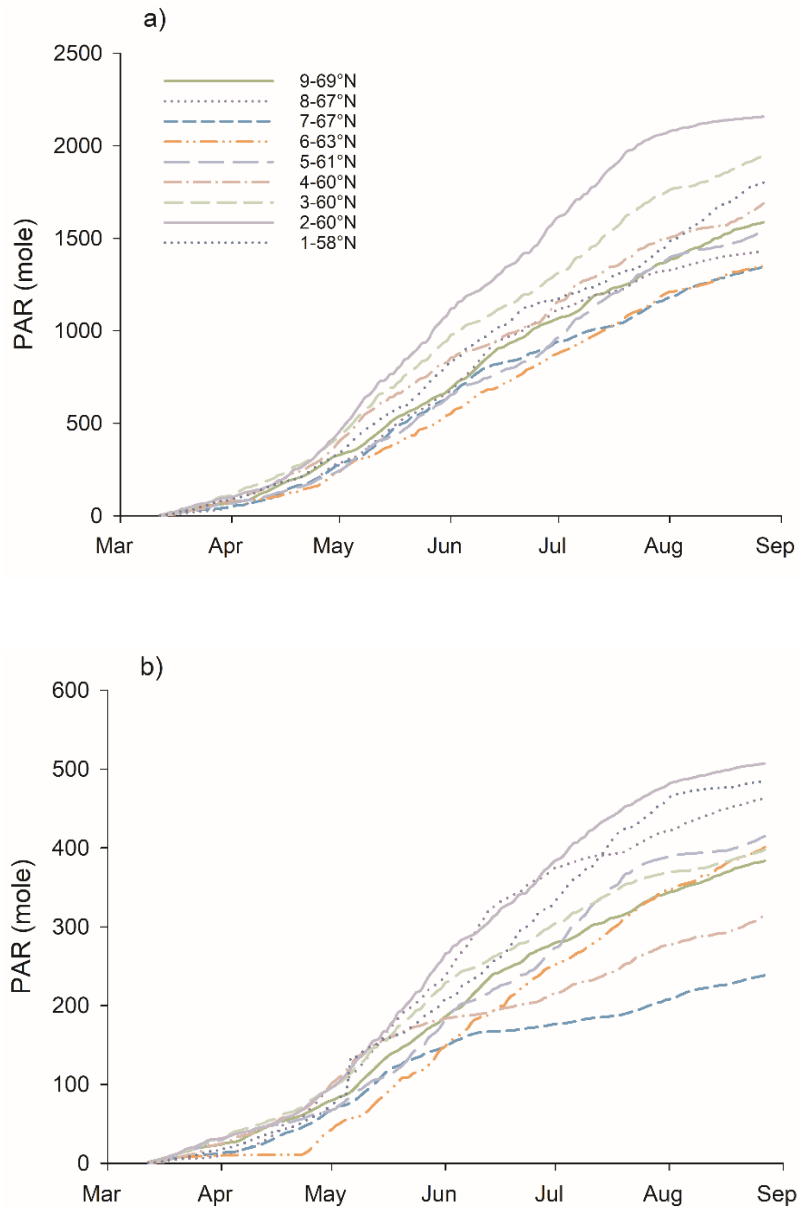 a)
2500
2000
1500
1000
500
0
PAR (mole)
9-69°N
8-67°N
7-67°N
6-63°N
5-61°N
4-60°N
3-60°N
2-60°N
1-58°N
Mar Apr May Jun Jul Aug Sep
b)
600
500
400
300
200
100
0
PAR (mole)
Mar Apr May Jun Jul Aug Sep